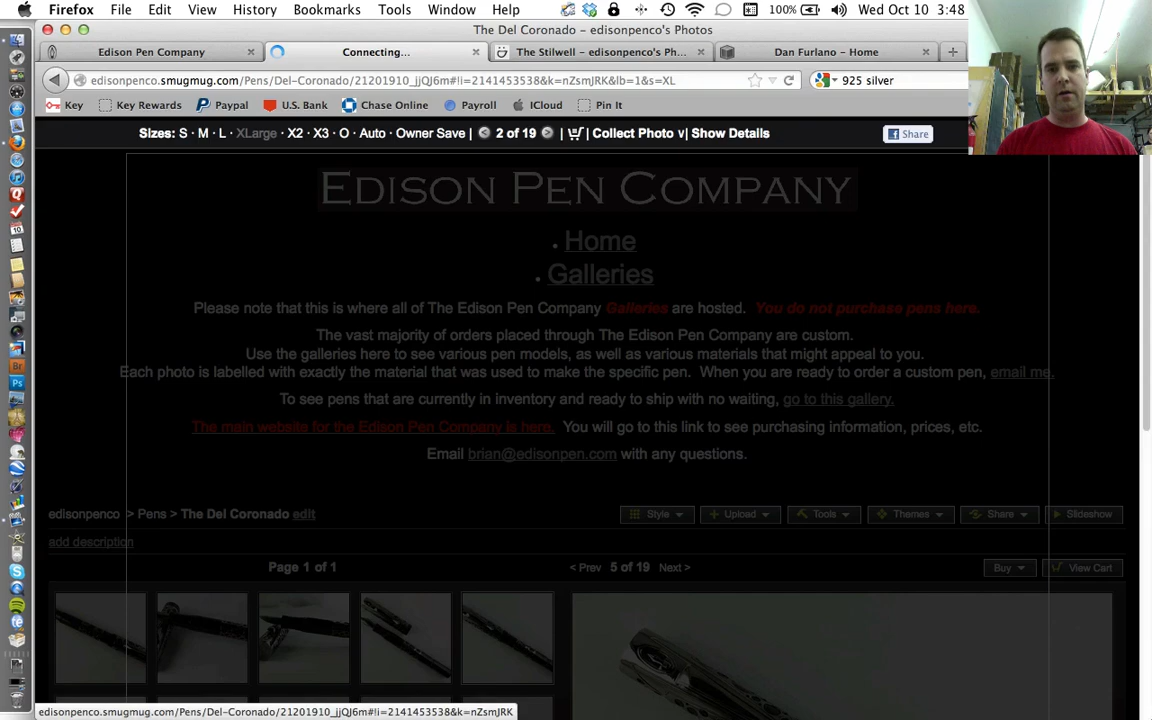 Firefox File Edit View History Bookmarks Tools Window Help 100% Wed Oct 10 3:48
The Del Coronado - edisonpenco's Photos
Edison Pen Company Connecting... The Stilwell - edisonpenco's Ph... Dan Furlano - Home
edisonpenco.smugmug.com/Pens/Del-Coronado/21201910_jjQJ6m#!i=2141453538&k=nZsmJRK&lb=1&s=XL 925 silver
Key Key Rewards Paypal U.S. Bank Chase Online Payroll ICloud Pin It
Sizes: S · M · L · XLarge · X2 · X3 · O · Auto · Owner Save | < 2 of 19 > | Collect Photo v| Show Details Share
EDISON PEN COMPANY
• Home
• Galleries
Please note that this is where all of The Edison Pen Company Galleries are hosted. You do not purchase pens here.
The vast majority of orders placed through The Edison Pen Company are custom.
Use the galleries here to see various pen models, as well as various materials that might appeal to you.
Each photo is labelled with exactly the material that was used to make the specific pen. When you are ready to order a custom pen, email me.
To see pens that are currently in inventory and ready to ship with no waiting, go to this gallery.
The main website for the Edison Pen Company is here. You will go to this link to see purchasing information, prices, etc.
Email brian@edisonpen.com with any questions.
edisonpenco > Pens > The Del Coronado edit Style Upload Tools Themes Share Slideshow
add description
Page 1 of 1 < Prev 5 of 19 Next > Buy View Cart
edisonpenco.smugmug.com/Pens/Del-Coronado/21201910_jjQJ6m#!i=2141453538&k=nZsmJRK